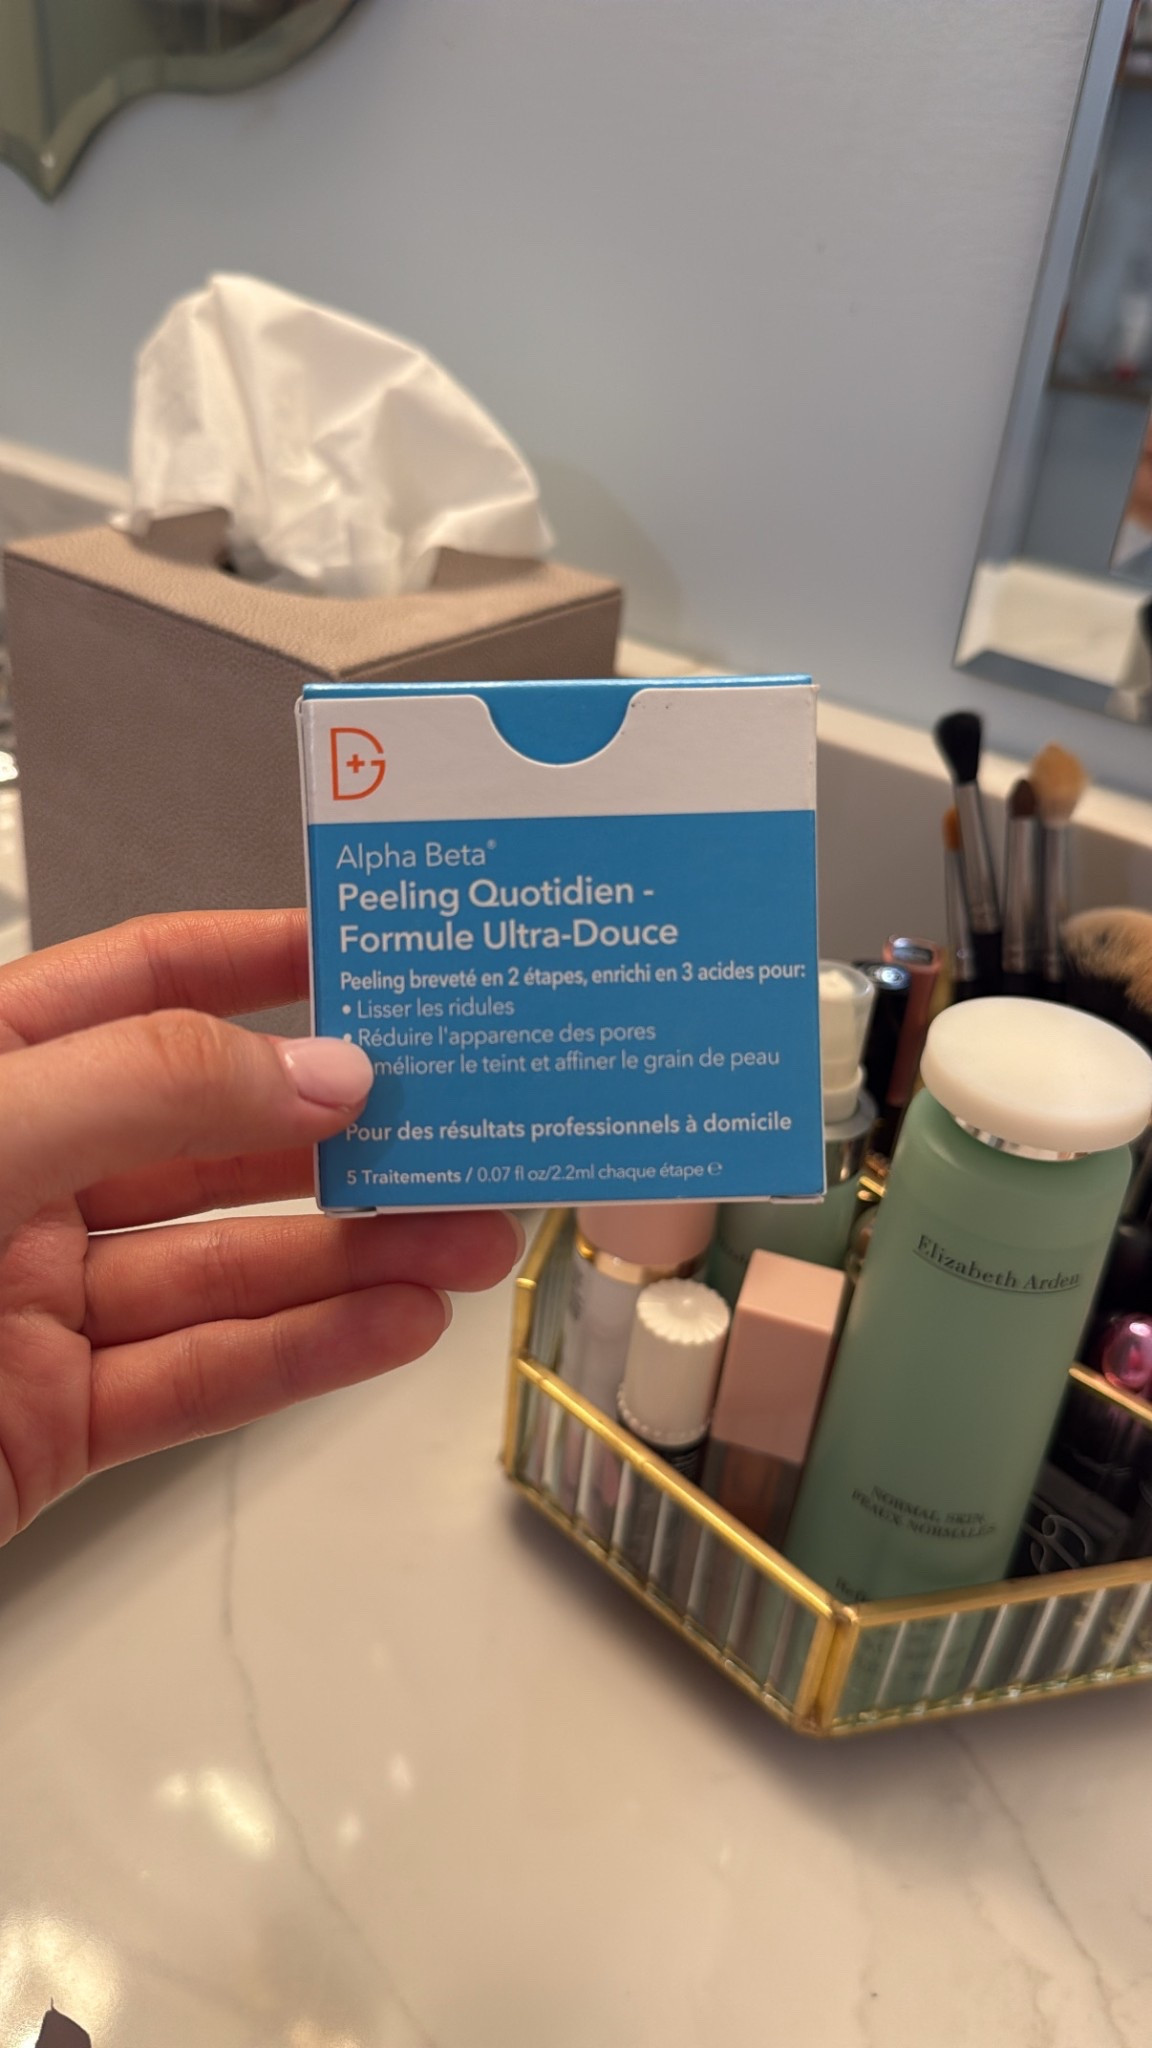 DG
Alpha Beta®
Peeling Quotidien -
Formule Ultra-Douce
Peeling breveté en 2 étapes, enrichi en 3 acides pour:
• Lisser les ridules
• Réduire l'apparence des pores
méliorer le teint et affiner le grain de peau
Pour des résultats professionnels à domicile
5 Traitements / 0.07 fl oz/2.2ml chaque étape ℮
Elizabeth Arden
NORMAL SKIN
PEAUX NORMALES